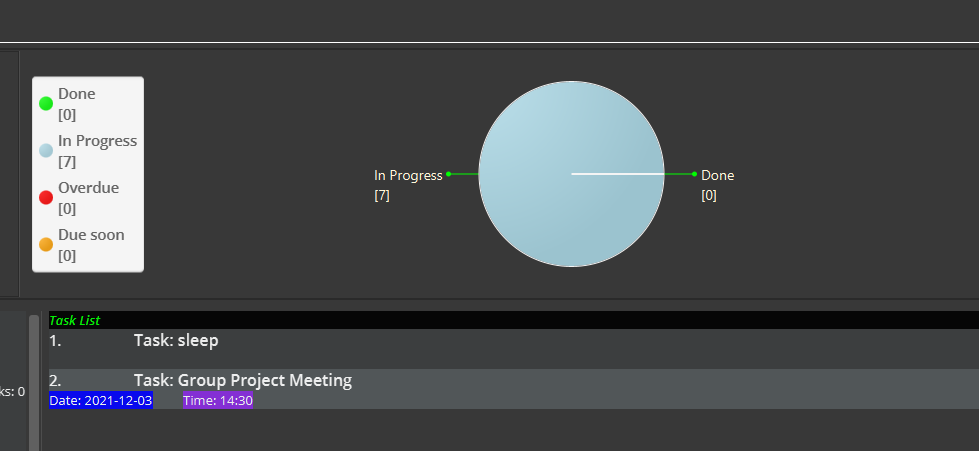 Done
[0]
In Progress
[7]
Overdue
[0]
Due soon
[0]
In Progress
[7]
Done
[0]
Task List
1. Task: sleep
2. Task: Group Project Meeting
ks: 0
Date: 2021-12-03 Time: 14:30